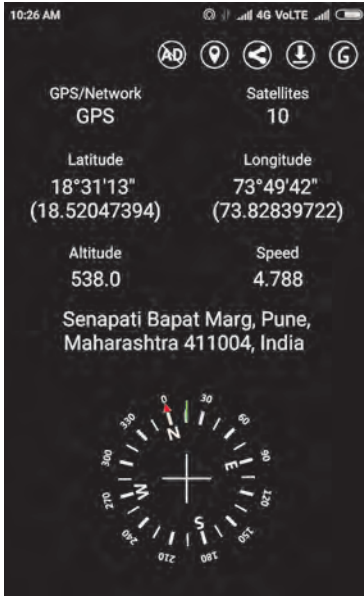 10:26 AM 4G VoLTE
AD G
GPS/Network Satellites
GPS 10
Latitude Longitude
18°31'13" 73°49'42"
(18.52047394) (73.82839722)
Altitude Speed
538.0 4.788
Senapati Bapat Marg, Pune,
Maharashtra 411004, India
0 30 60 90 120 150 180 210 240 270 300 330
N E S W